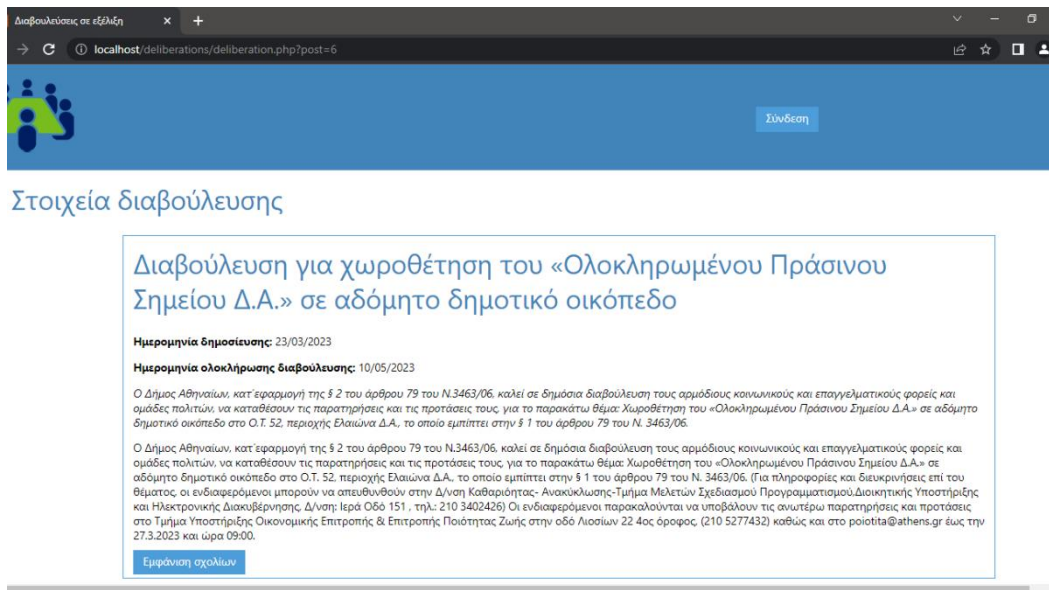 Διαβουλεύσεις σε εξέλιξη
localhost/deliberations/deliberation.php?post=6
Σύνδεση
Στοιχεία διαβούλευσης
Διαβούλευση για χωροθέτηση του «Ολοκληρωμένου Πράσινου
Σημείου Δ.Α.» σε αδόμητο δημοτικό οικόπεδο
Ημερομηνία δημοσίευσης: 23/03/2023
Ημερομηνία ολοκλήρωσης διαβούλευσης: 10/05/2023
Ο Δήμος Αθηναίων, κατ΄εφαρμογή της § 2 του άρθρου 79 του Ν.3463/06, καλεί σε δημόσια διαβούλευση τους αρμόδιους κοινωνικούς και επαγγελματικούς φορείς και
ομάδες πολιτών, να καταθέσουν τις παρατηρήσεις και τις προτάσεις τους, για το παρακάτω θέμα: Χωροθέτηση του «Ολοκληρωμένου Πράσινου Σημείου Δ.Α.» σε αδόμητο
δημοτικό οικόπεδο στο Ο.Τ. 52, περιοχής Ελαιώνα Δ.Α., το οποίο εμπίπτει στην § 1 του άρθρου 79 του Ν. 3463/06.
Ο Δήμος Αθηναίων, κατ΄εφαρμογή της § 2 του άρθρου 79 του Ν.3463/06, καλεί σε δημόσια διαβούλευση τους αρμόδιους κοινωνικούς και επαγγελματικούς φορείς και
ομάδες πολιτών, να καταθέσουν τις παρατηρήσεις και τις προτάσεις τους, για το παρακάτω θέμα: Χωροθέτηση του «Ολοκληρωμένου Πράσινου Σημείου Δ.Α.» σε
αδόμητο δημοτικό οικόπεδο στο Ο.Τ. 52, περιοχής Ελαιώνα Δ.Α., το οποίο εμπίπτει στην § 1 του άρθρου 79 του Ν. 3463/06. (Για πληροφορίες και διευκρινήσεις επί του
θέματος, οι ενδιαφερόμενοι μπορούν να απευθυνθούν στην Δ/νση Καθαριότητας- Ανακύκλωσης-Τμήμα Μελετών Σχεδιασμού Προγραμματισμού,Διοικητικής Υποστήριξης
και Ηλεκτρονικής Διακυβέρνησης, Δ/νση: Ιερά Οδό 151 , τηλ.: 210 3402426) Οι ενδιαφερόμενοι παρακαλούνται να υποβάλουν τις ανωτέρω παρατηρήσεις και προτάσεις
στο Τμήμα Υποστήριξης Οικονομικής Επιτροπής & Επιτροπής Ποιότητας Ζωής στην οδό Λιοσίων 22 4ος όροφος, (210 5277432) καθώς και στο poiotita@athens.gr έως την
27.3.2023 και ώρα 09:00.
Εμφάνιση σχολίων